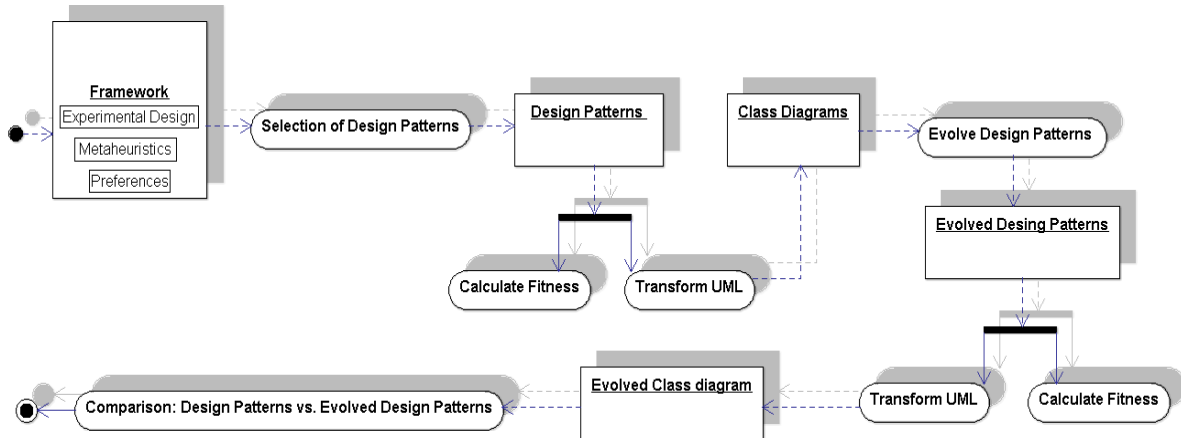 Framework
Experimental Design
Metaheuristics
Preferences
Selection of Design Patterns
Design Patterns
Calculate Fitness
Transform UML
Class Diagrams
Evolve Design Patterns
Evolved Desing Patterns
Transform UML
Calculate Fitness
Evolved Class diagram
Comparison: Design Patterns vs. Evolved Design Patterns